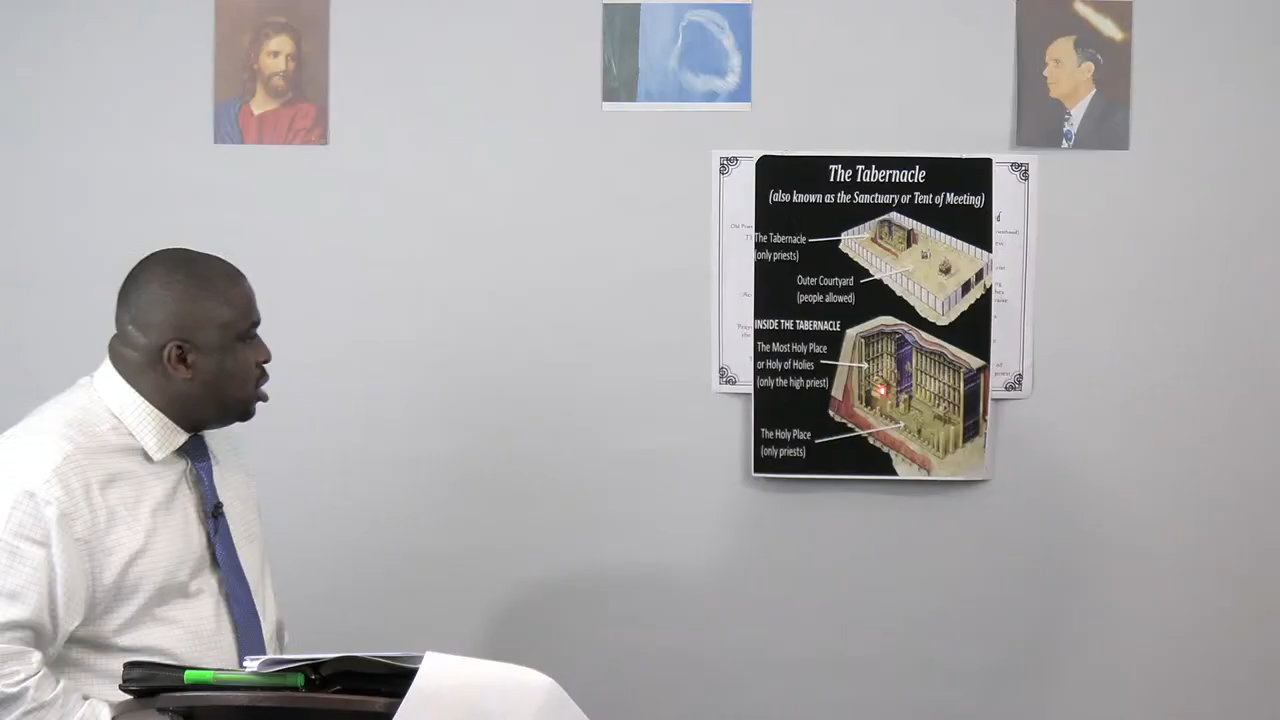 The Tabernacle
(also known as the Sanctuary or Tent of Meeting)
The Tabernacle
(only priests)
Outer Courtyard
(people allowed)
INSIDE THE TABERNACLE
The Most Holy Place
or Holy of Holies
(only the high priest)
The Holy Place
(only priests)